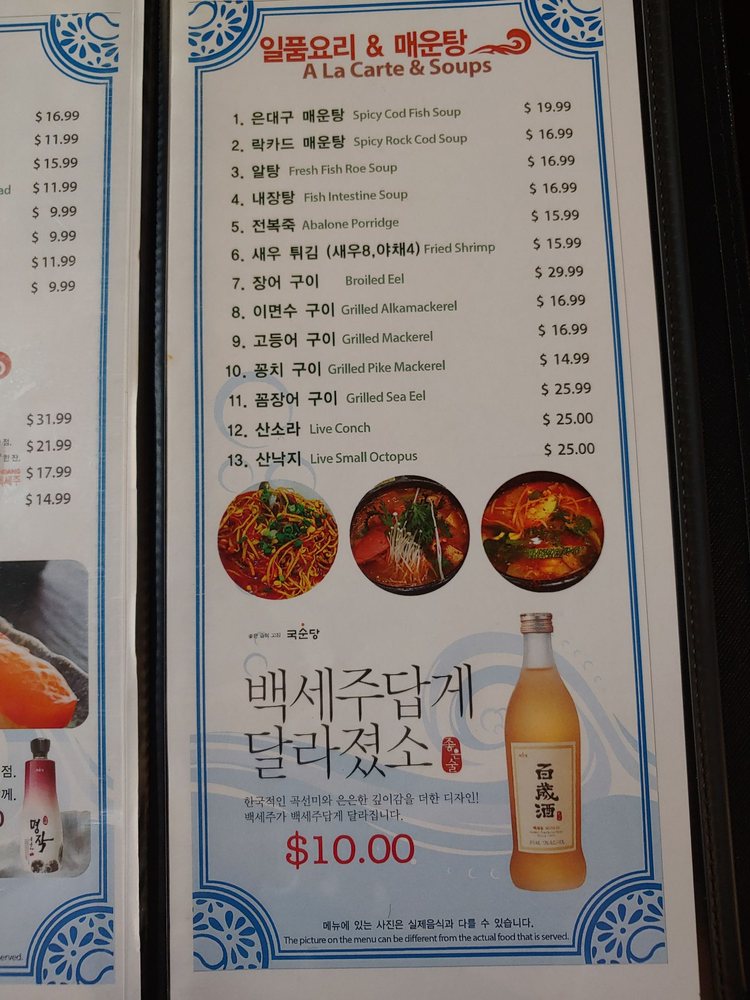 $16.99
$11.99
$15.99
ad $11.99
$ 9.99
$ 9.99
$11.99
$ 9.99
$31.99
점. $21.99
한잔.
$17.99
세주
$14.99
점.
께.
0
명작
served.
일품요리 & 매운탕
A La Carte & Soups
1. 은대구 매운탕 Spicy Cod Fish Soup $ 19.99
2. 락카드 매운탕 Spicy Rock Cod Soup $ 16.99
3. 알탕 Fresh Fish Roe Soup $ 16.99
4. 내장탕 Fish Intestine Soup $ 16.99
5. 전복죽 Abalone Porridge $ 15.99
6. 새우 튀김 (새우8,야채4) Fried Shrimp $ 15.99
7. 장어 구이 Broiled Eel $ 29.99
8. 이면수 구이 Grilled Alkamackerel $ 16.99
9. 고등어 구이 Grilled Mackerel $ 16.99
10. 꽁치 구이 Grilled Pike Mackerel $ 14.99
11. 꼼장어 구이 Grilled Sea Eel $ 25.99
12. 산소라 Live Conch $ 25.00
13. 산낙지 Live Small Octopus $ 25.00
국순당
백세주답게
달라졌소 좋은술
한국적인 곡선미와 은은한 깊이감을 더한 디자인!
백세주가 백세주답게 달라집니다.
$10.00
百歲酒
메뉴에 있는 사진은 실제음식과 다를 수 있습니다.
The picture on the menu can be different from the actual food that is served.